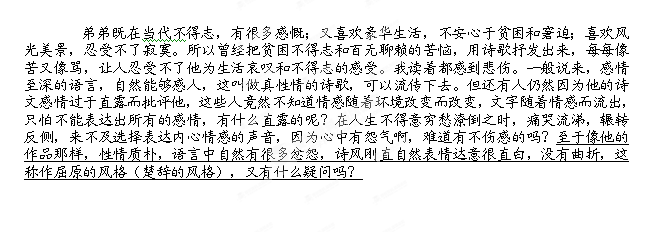 弟弟既在当代不得志，有很多感慨；又喜欢豪华生活，不安心于贫困和窘迫；喜欢风
光美景，忍受不了寂寞。所以曾经把贫困不得志和百无聊赖的苦恼，用诗歌抒发出来，每每像
苦又像骂，让人忍受不了他为生活哀叹和不得志的感受。我读着都感到悲伤。一般说来，感情
至深的语言，自然能够感人，这叫做真性情的诗歌，可以流传下去。但还有人仍然因为他的诗
文感情过于直露而批评他，这些人竟然不知道情感随着环境改变而改变，文字随着情感而流出，
只怕不能表达出所有的感情，有什么直露的呢？在人生不得意穷愁潦倒之时，痛哭流涕，辗转
反侧，来不及选择表达内心情感的声音，因为心中有怨气啊，难道有不伤感的吗？至于像他的
作品那样，性情质朴，语言中自然有很多忿怨，诗风刚直自然表情达意很直白，没有曲折，这
称作屈原的风格（楚辞的风格），又有什么疑问吗？